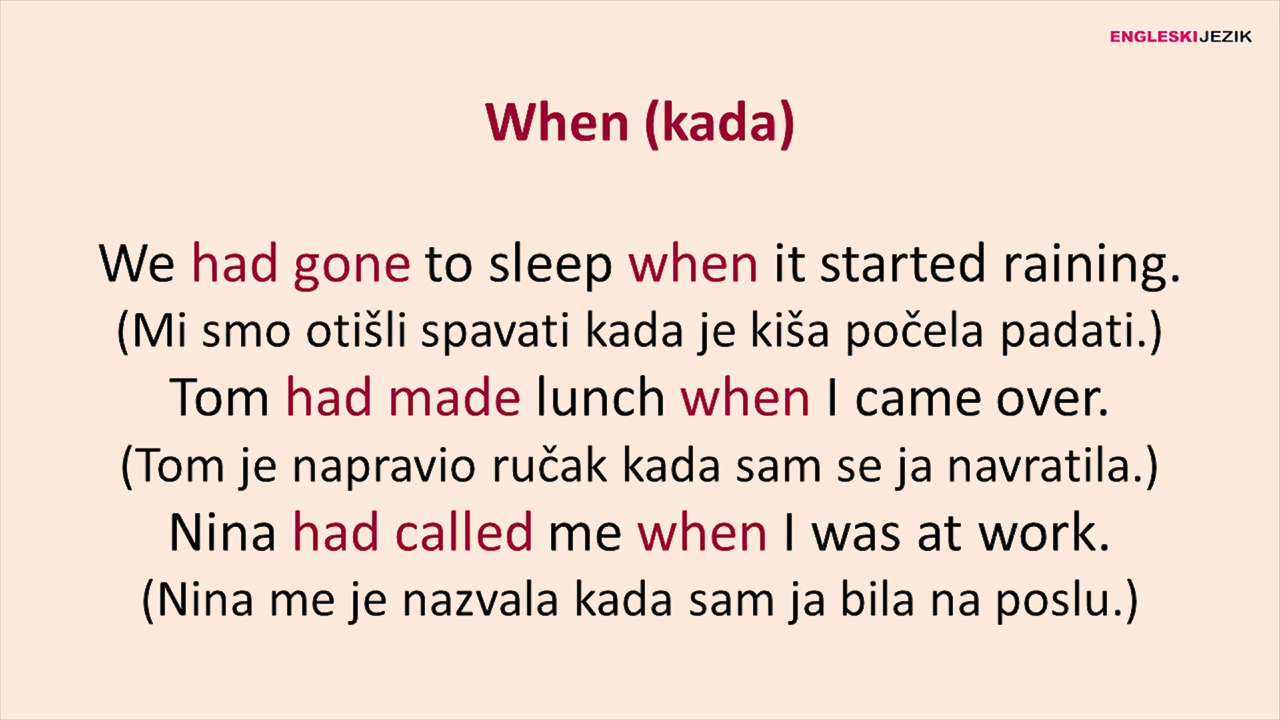 ENGLESKIJEZIK
When (kada)
We had gone to sleep when it started raining.
(Mi smo otišli spavati kada je kiša počela padati.)
Tom had made lunch when I came over.
(Tom je napravio ručak kada sam se ja navratila.)
Nina had called me when I was at work.
(Nina me je nazvala kada sam ja bila na poslu.)